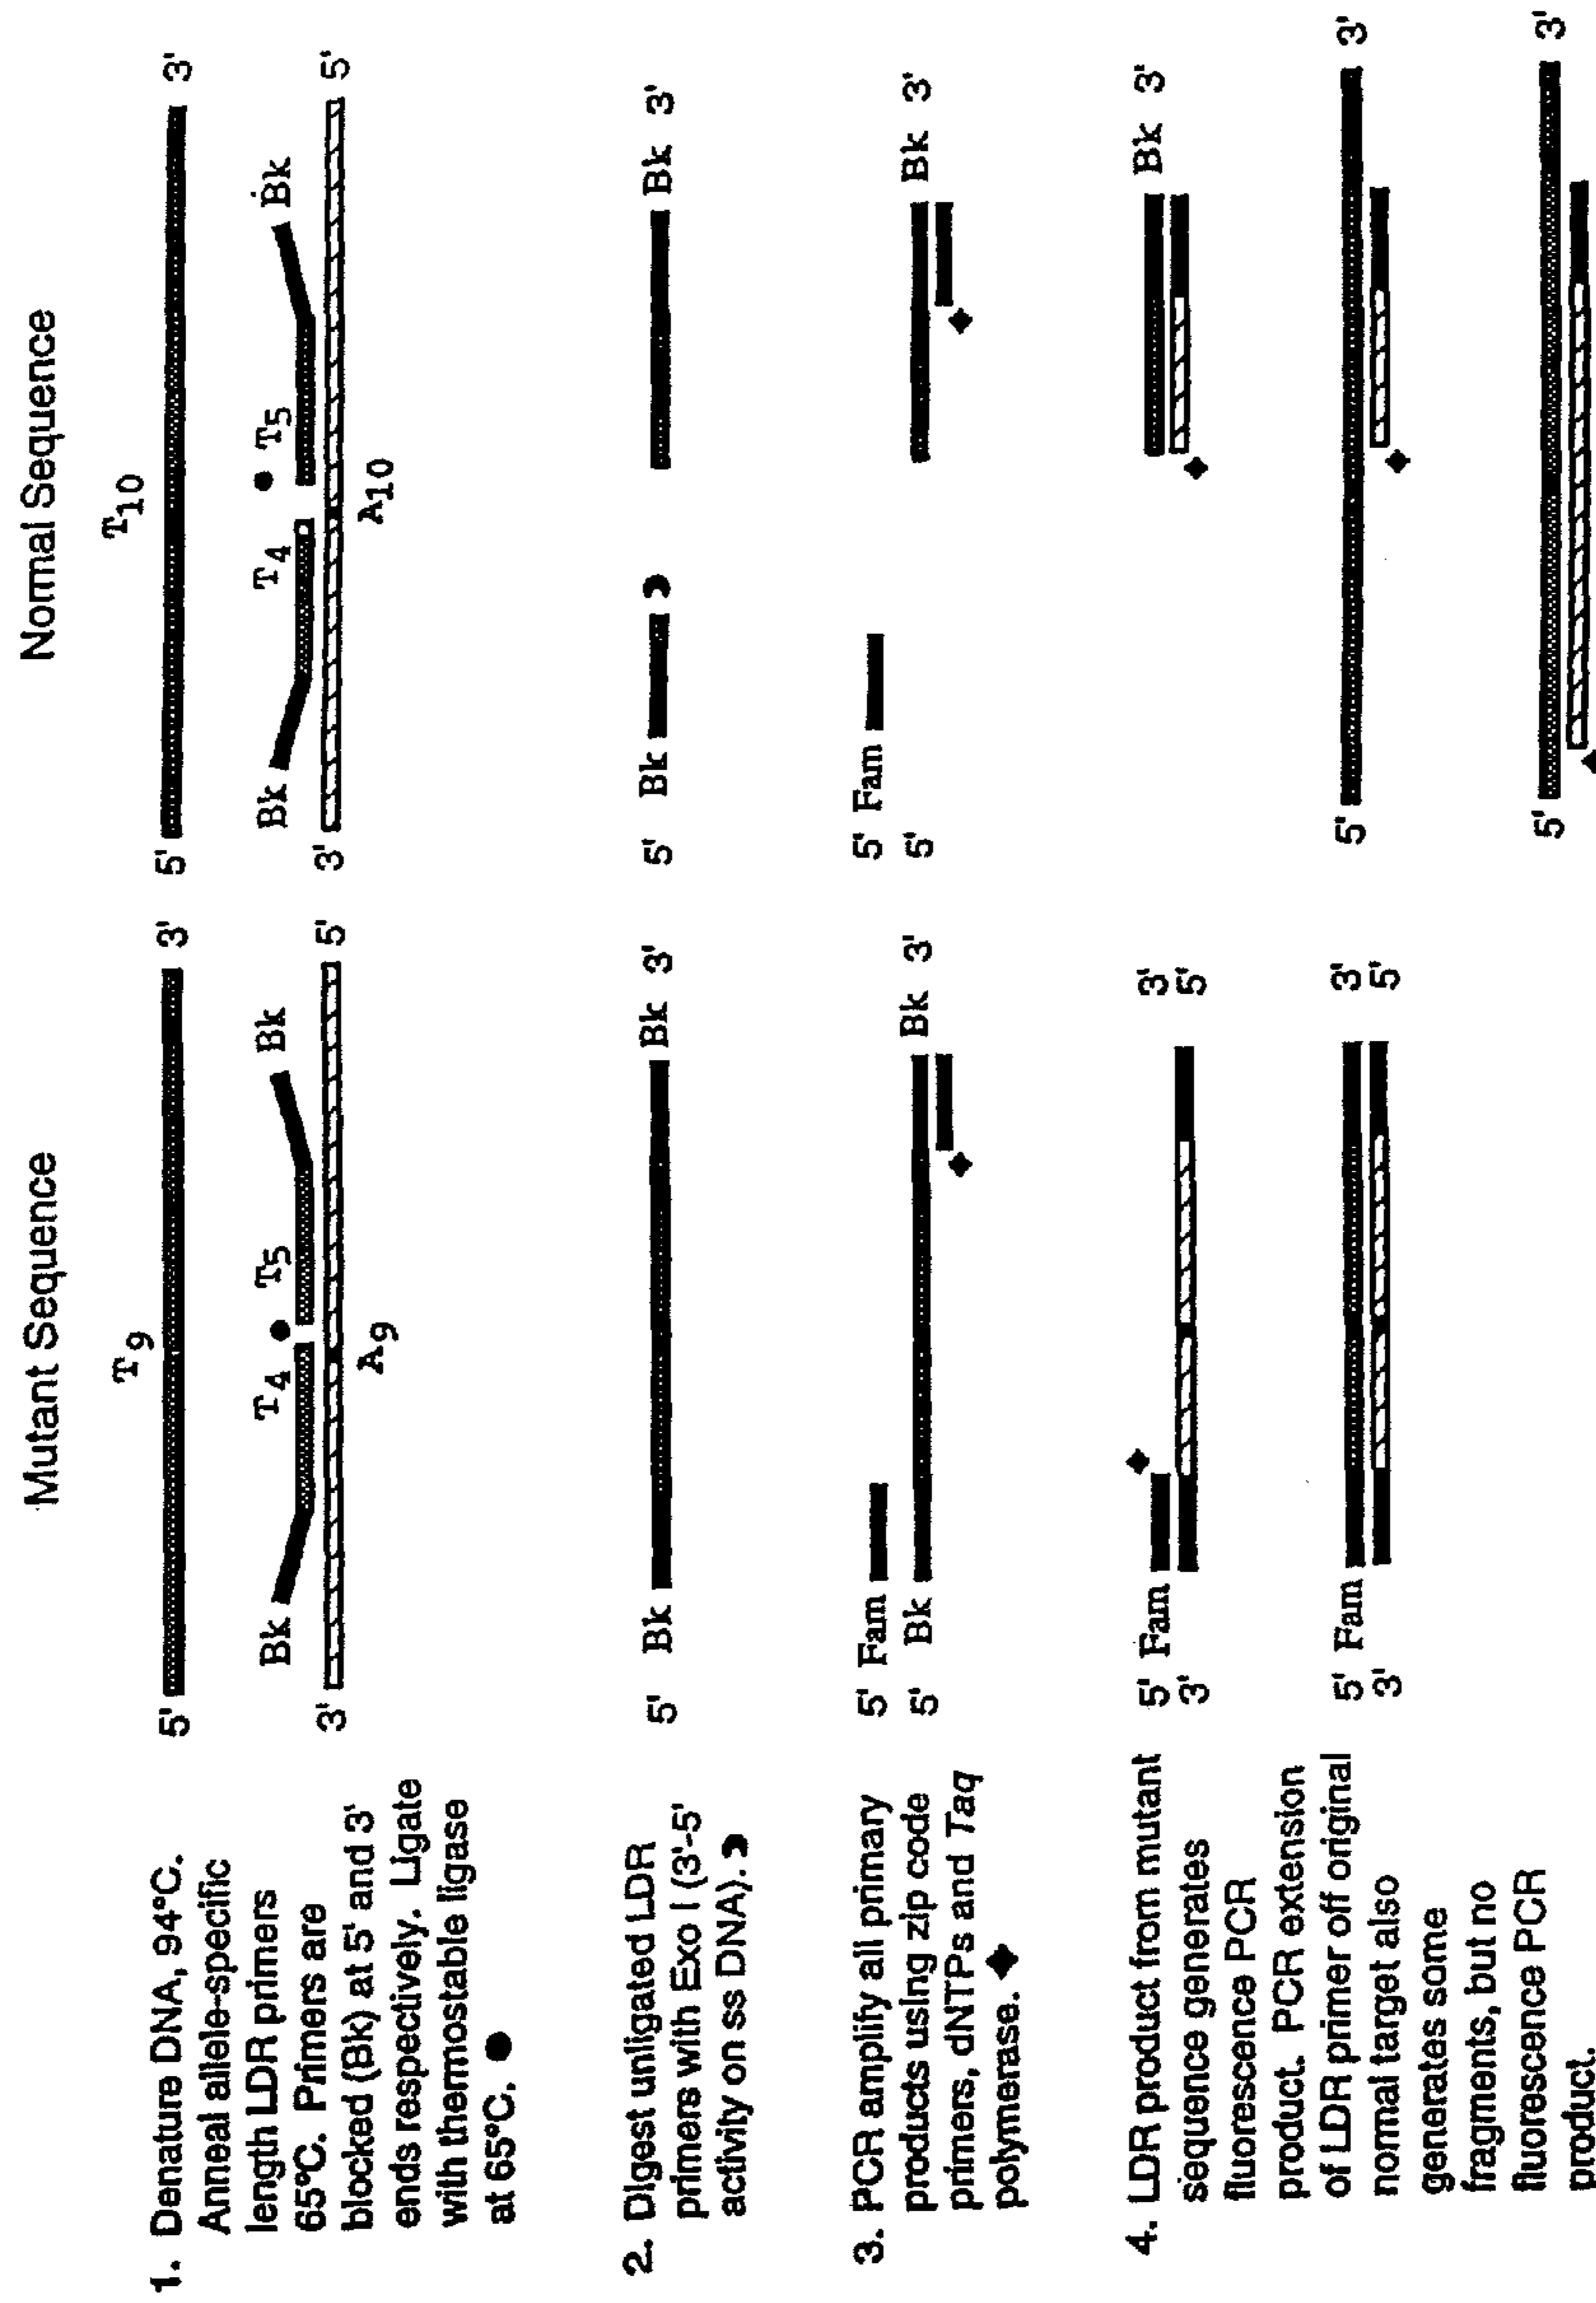 Mutant Sequence
Normal Sequence
1. Denature DNA, 94°C.
Anneal allele-specific
length LDR primers
65°C. Primers are
blocked (Bk) at 5' and 3'
ends respectively. Ligate
with thermostable ligase
at 65°C. ●
T9
5' 3'
Bk T4 ● T5 Bk
3' 5'
A9
T10
5' 3'
Bk T4 ● T5 Bk
3' 5'
A10
2. Digest unligated LDR
primers with Exo I (3'-5'
activity on ss DNA).
5' Bk Bk 3'
5' Bk Bk 3'
3. PCR amplify all primary
products using zip code
primers, dNTPs and Taq
polymerase. ◆
5' Fam
5' Bk Bk 3'
5' Fam
5' Bk 3'
4. LDR product from mutant
sequence generates
fluorescence PCR
product. PCR extension
of LDR primer off original
normal target also
generates some
fragments, but no
fluorescence PCR
product.
5' Fam 3'
3' 5'
5' Fam 3'
3' 5'
Bk 3'
5' 3'
5' 3'